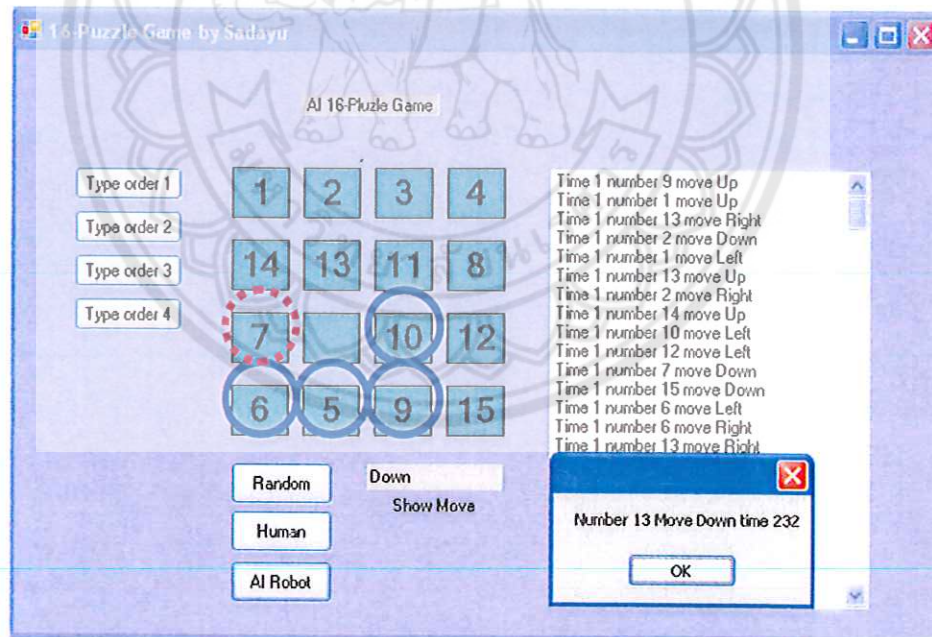 16-Puzzle Game by Sadayu
AI 16-Pluzle Game
Type order 1
Type order 2
Type order 3
Type order 4
1 2 3 4
14 13 11 8
7 10 12
6 5 9 15
Random
Human
AI Robot
Down
Show Move
Time 1 number 9 move Up
Time 1 number 1 move Up
Time 1 number 13 move Right
Time 1 number 2 move Down
Time 1 number 1 move Left
Time 1 number 13 move Up
Time 1 number 2 move Right
Time 1 number 14 move Up
Time 1 number 10 move Left
Time 1 number 12 move Left
Time 1 number 7 move Down
Time 1 number 15 move Down
Time 1 number 6 move Left
Time 1 number 6 move Right
Time 1 number 13 move Right
Number 13 Move Down time 232
OK